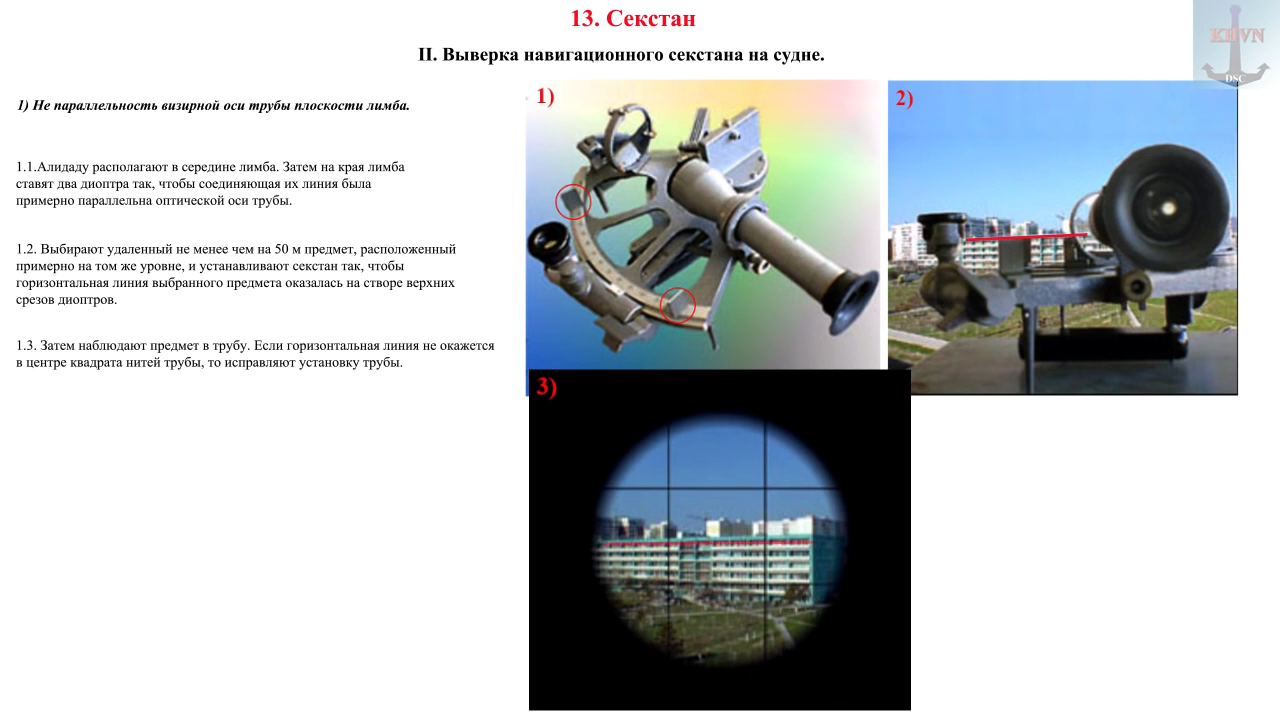 13. Секстан
II. Выверка навигационного секстана на судне.
KHVN
DSC
1) Не параллельность визирной оси трубы плоскости лимба.
1.1.Алидаду располагают в середине лимба. Затем на края лимба
ставят два диоптра так, чтобы соединяющая их линия была
примерно параллельна оптической оси трубы.
1.2. Выбирают удаленный не менее чем на 50 м предмет, расположенный
примерно на том же уровне, и устанавливают секстан так, чтобы
горизонтальная линия выбранного предмета оказалась на створе верхних
срезов диоптров.
1.3. Затем наблюдают предмет в трубу. Если горизонтальная линия не окажется
в центре квадрата нитей трубы, то исправляют установку трубы.
1)
2)
3)